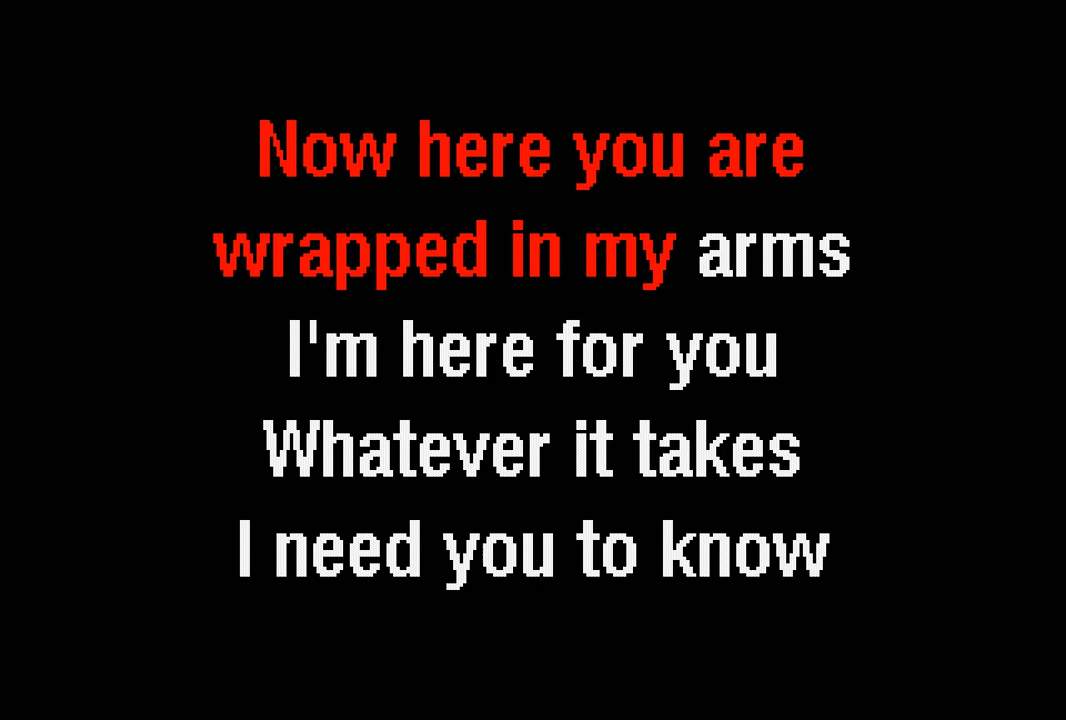 Now here you are
wrapped in my arms
I'm here for you
Whatever it takes
I need you to know